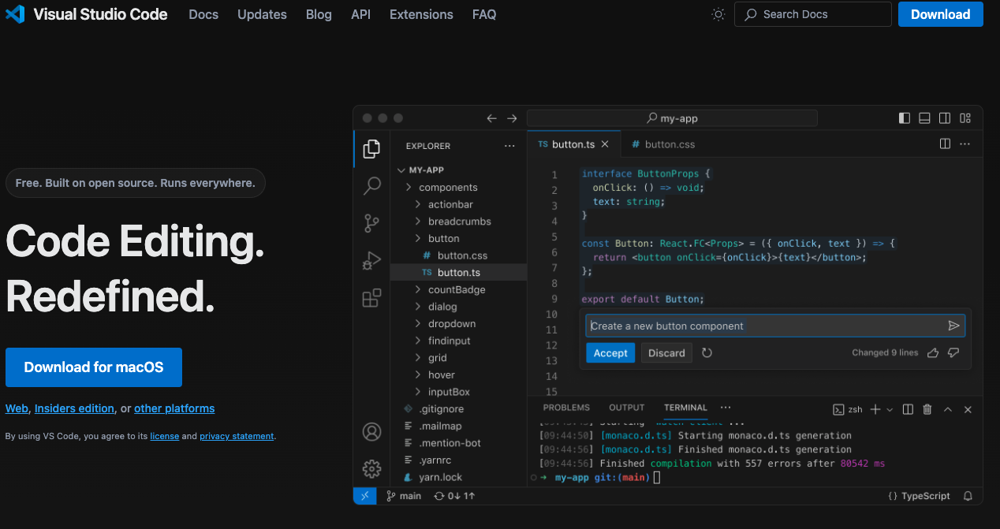 Visual Studio Code Docs Updates Blog API Extensions FAQ Search Docs Download
Free. Built on open source. Runs everywhere.
Code Editing.
Redefined.
Download for macOS
Web, Insiders edition, or other platforms
By using VS Code, you agree to its license and privacy statement.
my-app
EXPLORER
MY-APP
components
actionbar
breadcrumbs
button
# button.css
TS button.ts
countBadge
dialog
dropdown
findinput
grid
hover
inputBox
.gitignore
.mailmap
.mention-bot
.yarnrc
yarn.lock
TS button.ts # button.css
1 interface ButtonProps {
2   onClick: () => void;
3   text: string;
4 }
5
6 const Button: React.FC<Props> = ({ onClick, text }) => {
7   return <button onClick={onClick}>{text}</button>;
8 };
9
10 export default Button;
11
12
13
14
15
Create a new button component
Accept Discard Changed 9 lines
PROBLEMS OUTPUT TERMINAL zsh
Starting
[09:44:50] [monaco.d.ts] Starting monaco.d.ts generation
[09:44:56] [monaco.d.ts] Finished monaco.d.ts generation
[09:44:56] Finished compilation with 557 errors after 80542 ms
my-app git:(main)
main 0↓ 1↑ {} TypeScript